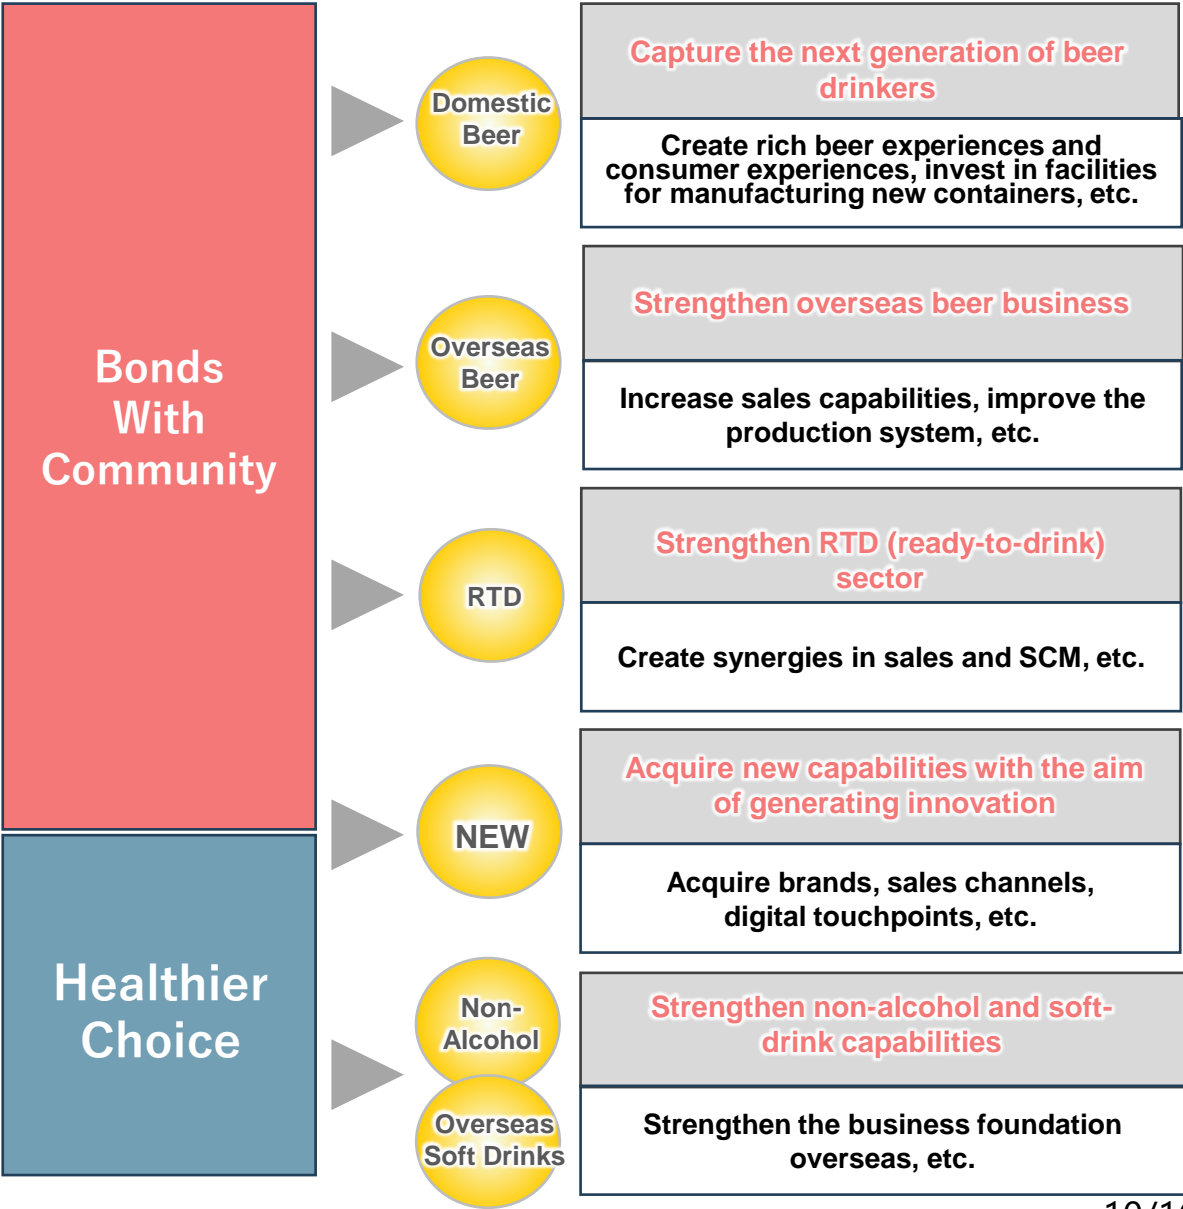 Bonds
With
Community
Healthier
Choice
Domestic
Beer
Capture the next generation of beer
drinkers
Create rich beer experiences and
consumer experiences, invest in facilities
for manufacturing new containers, etc.
Overseas
Beer
Strengthen overseas beer business
Increase sales capabilities, improve the
production system, etc.
RTD
Strengthen RTD (ready-to-drink)
sector
Create synergies in sales and SCM, etc.
NEW
Acquire new capabilities with the aim
of generating innovation
Acquire brands, sales channels,
digital touchpoints, etc.
Non-
Alcohol
Overseas
Soft Drinks
Strengthen non-alcohol and soft-
drink capabilities
Strengthen the business foundation
overseas, etc.